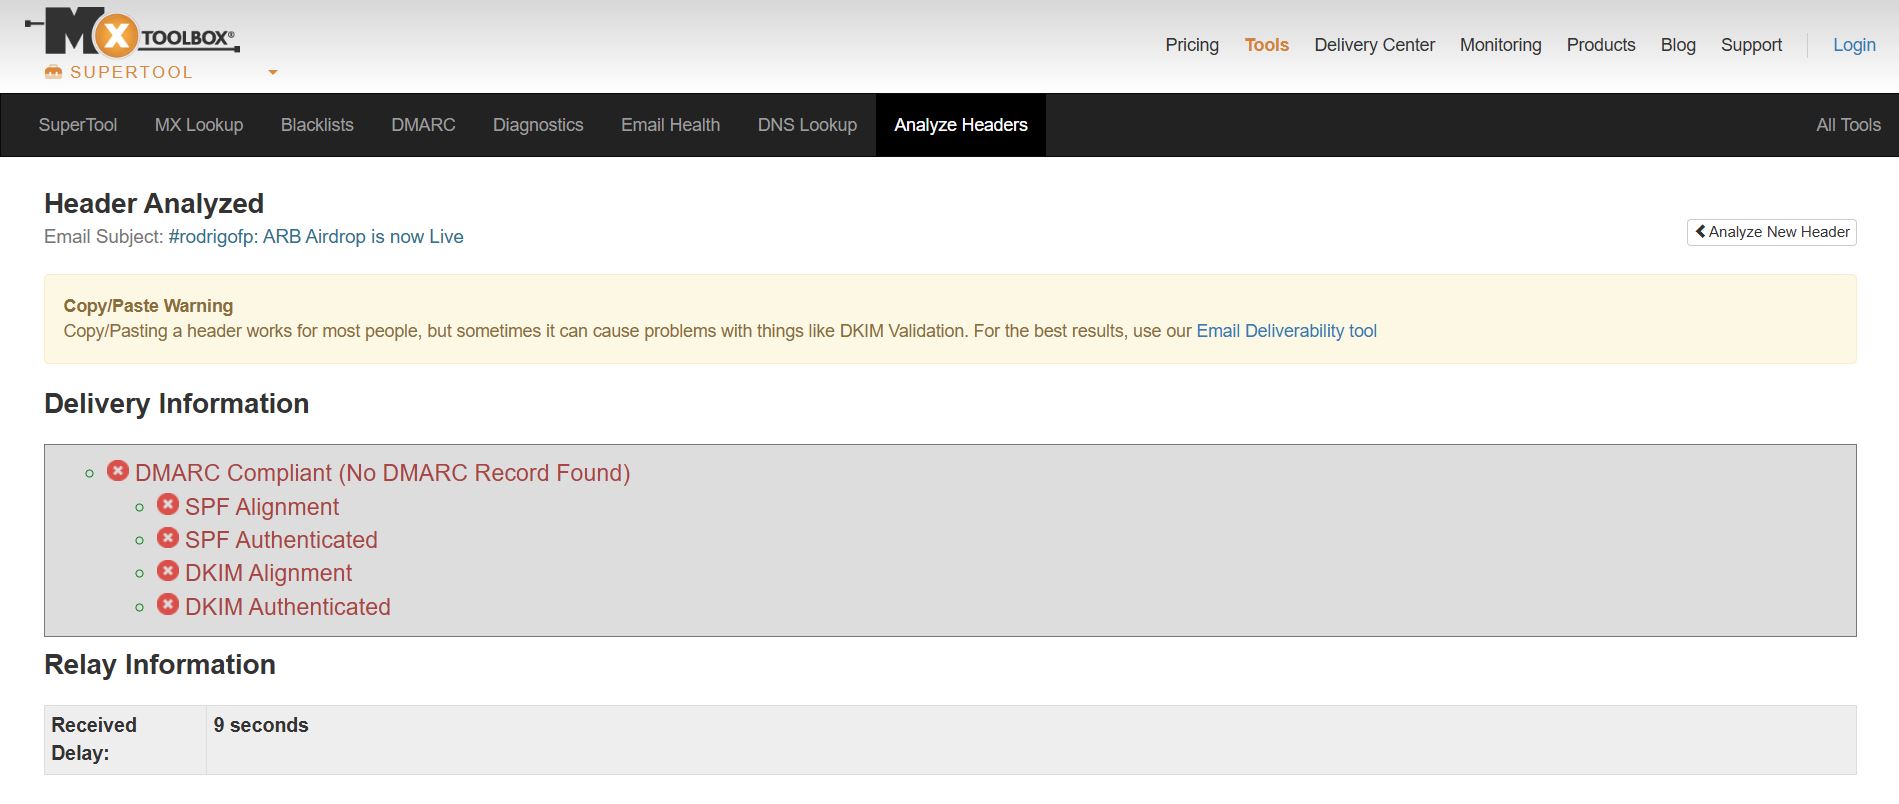 MX TOOLBOX®
SUPERTOOL
Pricing Tools Delivery Center Monitoring Products Blog Support Login
SuperTool MX Lookup Blacklists DMARC Diagnostics Email Health DNS Lookup Analyze Headers All Tools
Header Analyzed
Email Subject: #rodrigofp: ARB Airdrop is now Live
Analyze New Header
Copy/Paste Warning
Copy/Pasting a header works for most people, but sometimes it can cause problems with things like DKIM Validation. For the best results, use our Email Deliverability tool
Delivery Information
DMARC Compliant (No DMARC Record Found)
SPF Alignment
SPF Authenticated
DKIM Alignment
DKIM Authenticated
Relay Information
Received 9 seconds
Delay: